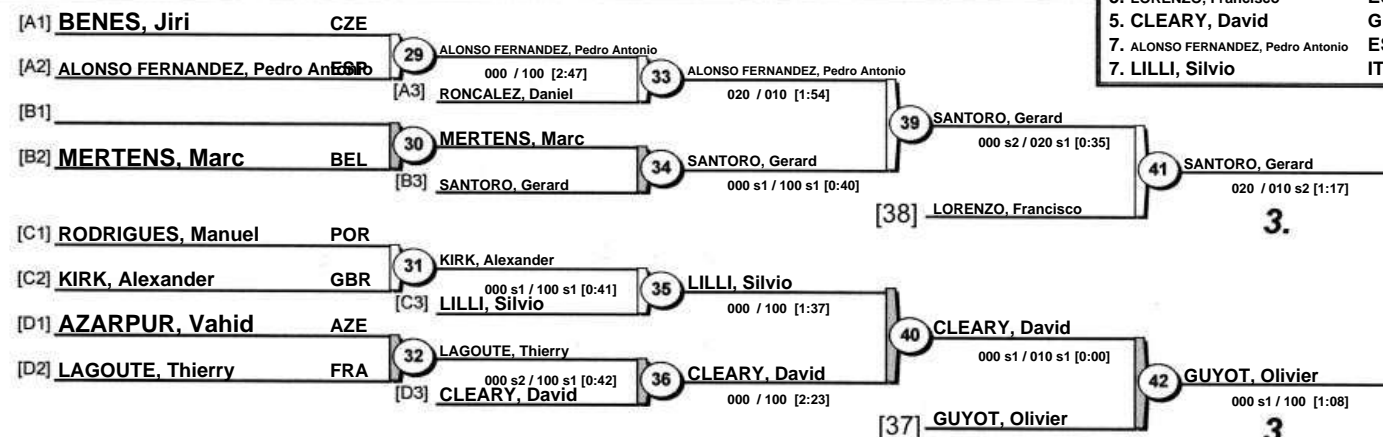 [A1] BENES, Jiri CZE
[A2] ALONSO FERNANDEZ, Pedro Antonio ESP
29
ALONSO FERNANDEZ, Pedro Antonio
000 / 100 [2:47]
[A3] RONCALEZ, Daniel
33
ALONSO FERNANDEZ, Pedro Antonio
020 / 010 [1:54]
[B1]
[B2] MERTENS, Marc BEL
30
MERTENS, Marc
[B3] SANTORO, Gerard
34
SANTORO, Gerard
000 s1 / 100 s1 [0:40]
39
SANTORO, Gerard
000 s2 / 020 s1 [0:35]
[38] LORENZO, Francisco
41
SANTORO, Gerard
020 / 010 s2 [1:17]
3.
[C1] RODRIGUES, Manuel POR
[C2] KIRK, Alexander GBR
31
KIRK, Alexander
000 s1 / 100 s1 [0:41]
[C3] LILLI, Silvio
35
LILLI, Silvio
000 / 100 [1:37]
[D1] AZARPUR, Vahid AZE
[D2] LAGOUTE, Thierry FRA
32
LAGOUTE, Thierry
000 s2 / 100 s1 [0:42]
[D3] CLEARY, David
36
CLEARY, David
000 / 100 [2:23]
40
CLEARY, David
000 s1 / 010 s1 [0:00]
[37] GUYOT, Olivier
42
GUYOT, Olivier
000 s1 / 100 [1:08]
3
LORENZO, Francisco
5. CLEARY, David G
7. ALONSO FERNANDEZ, Pedro Antonio ES
7. LILLI, Silvio IT